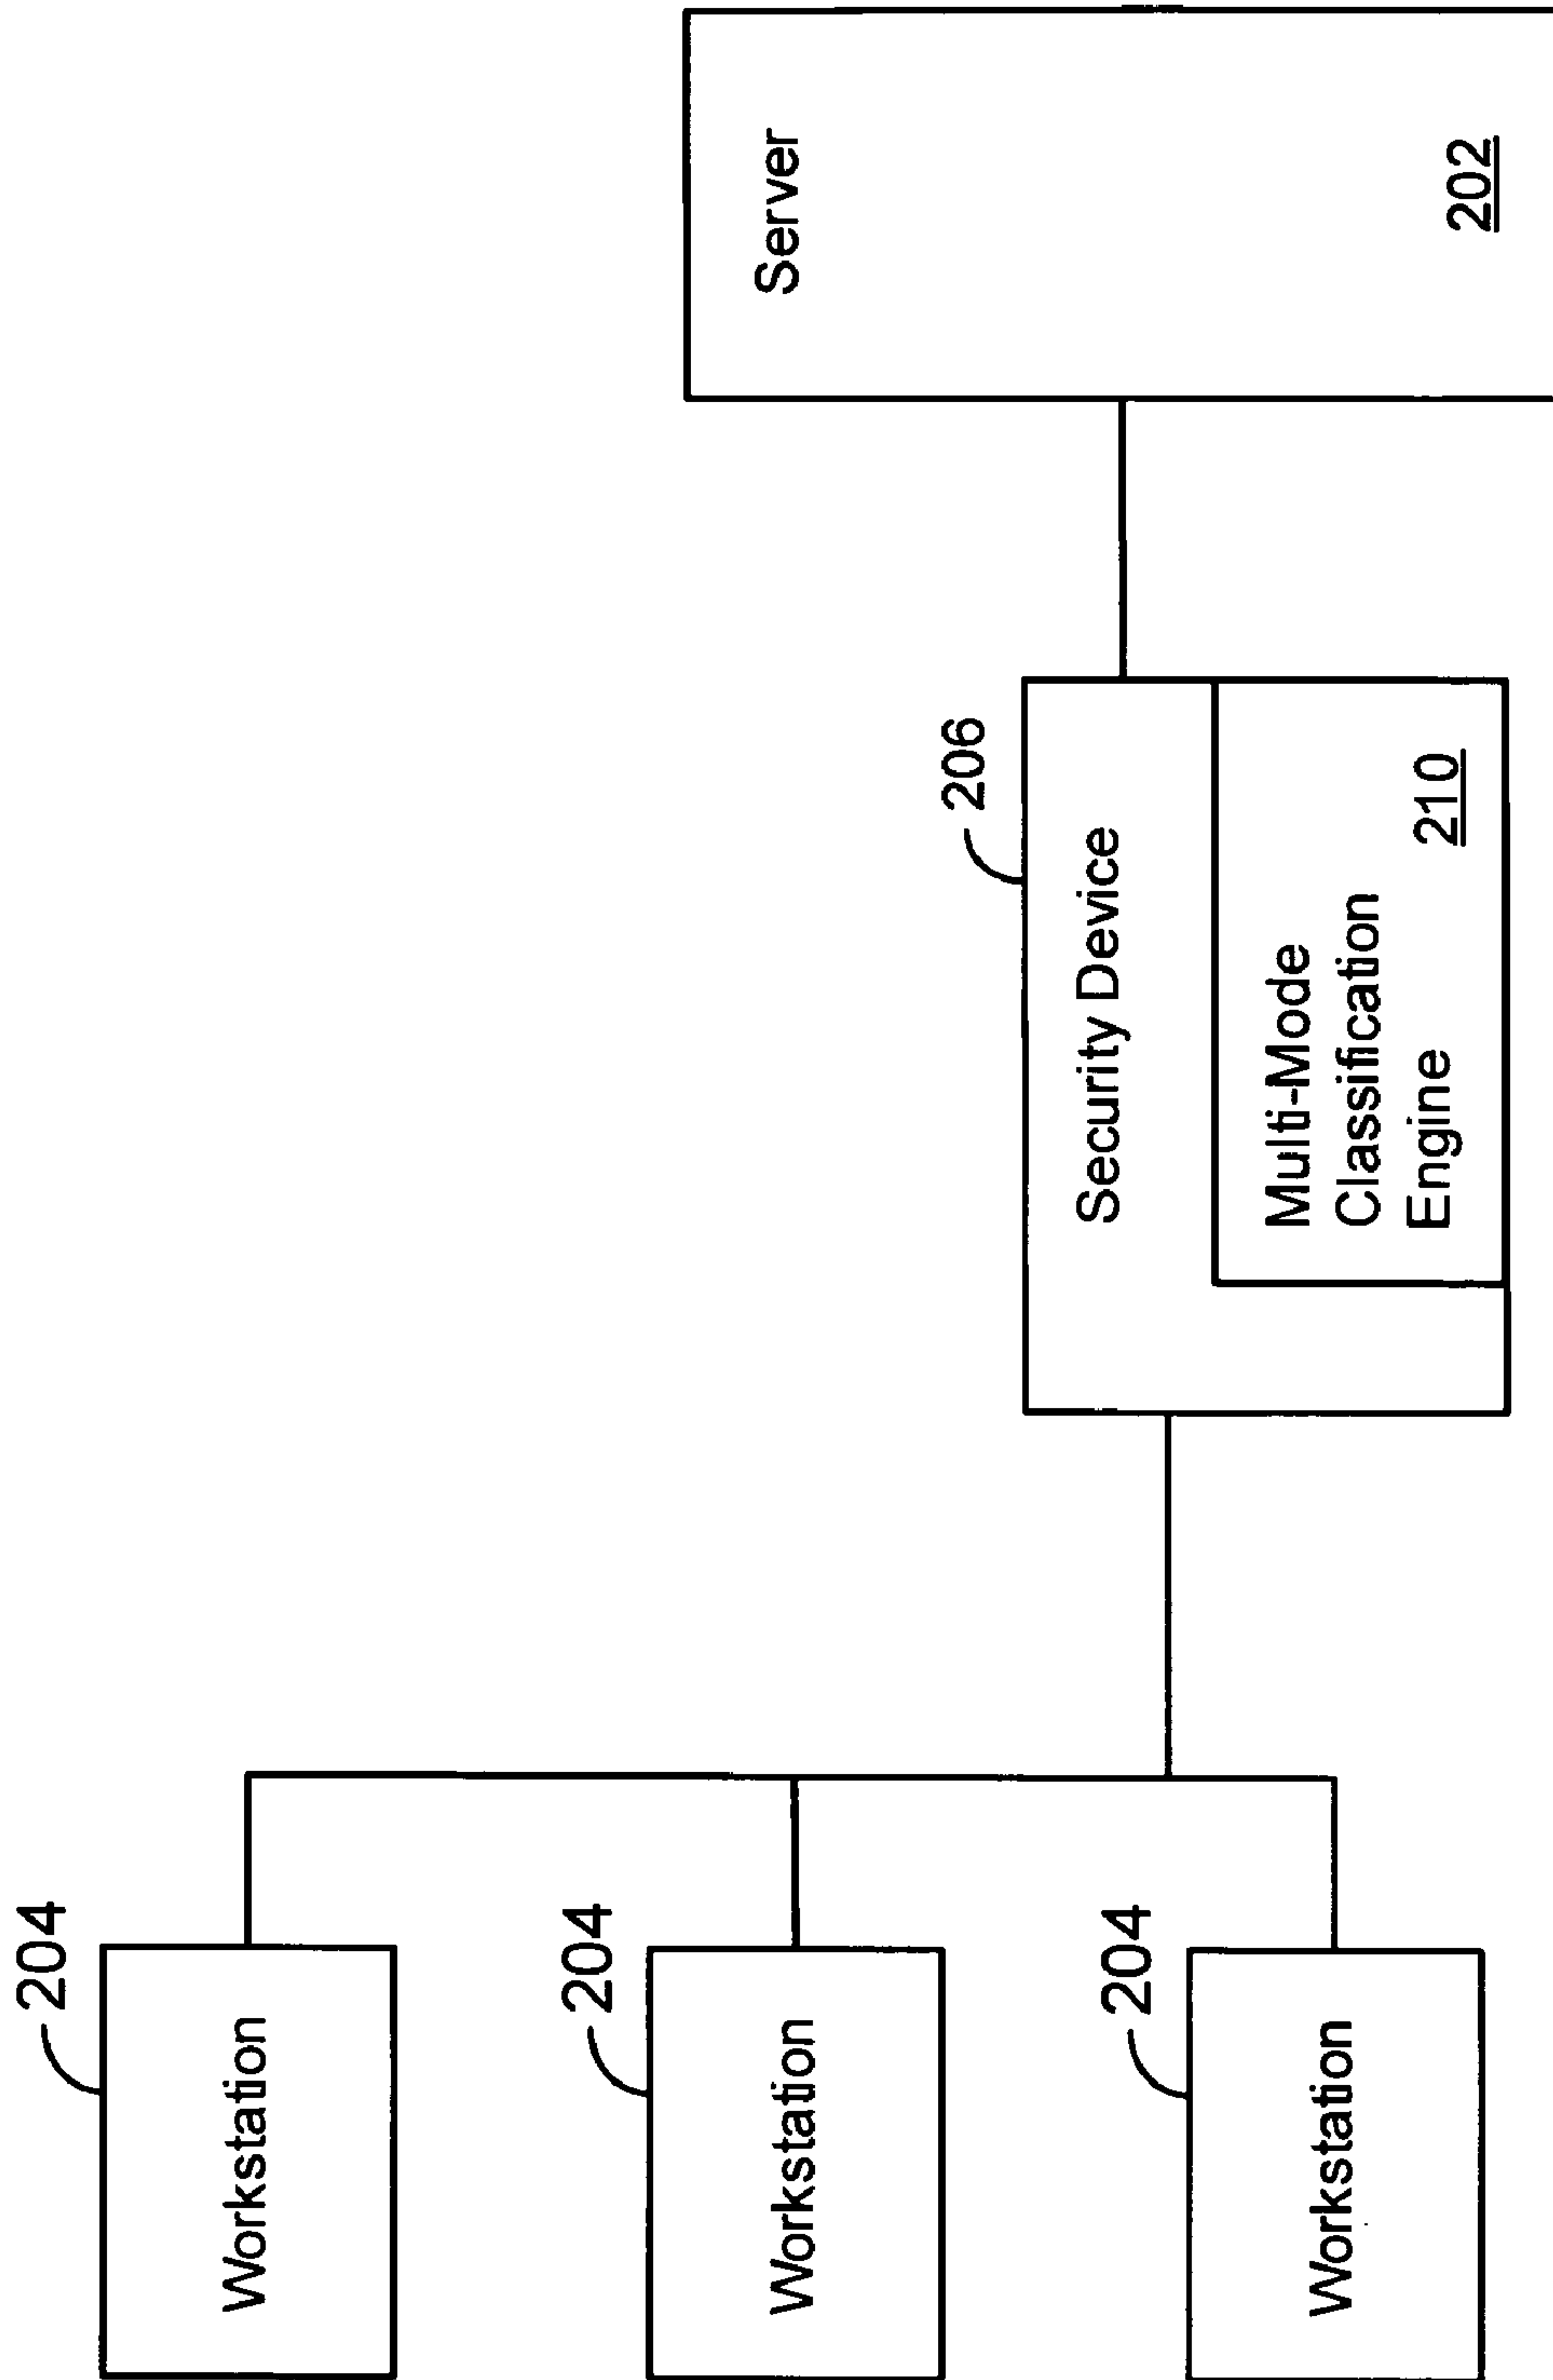 204
Workstation
204
Workstation
204
Workstation
206
Security Device
Multi-Mode
Classification
Engine
210
Server
202